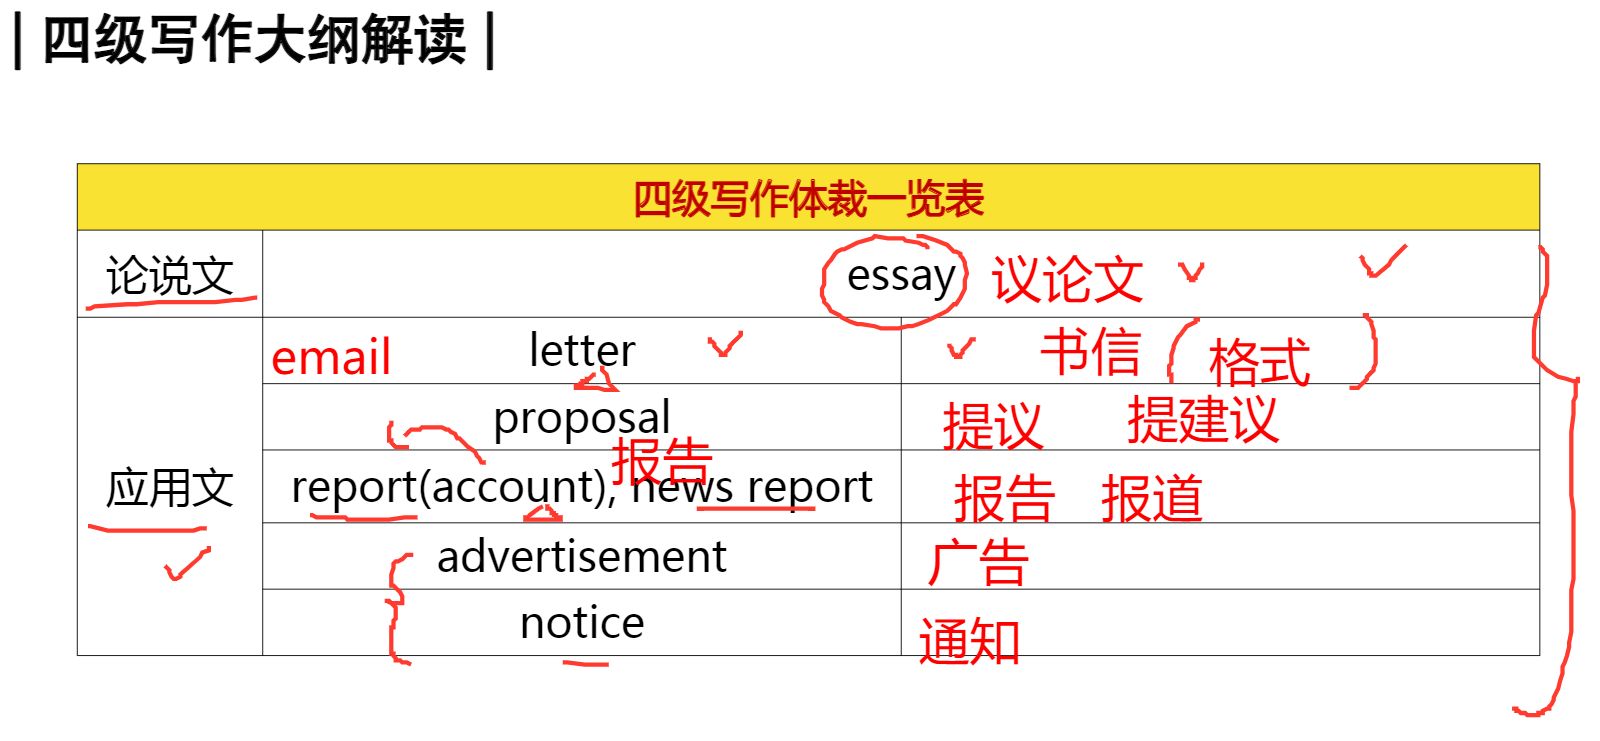 | 四级写作大纲解读 |
四级写作体裁一览表
论说文 essay 议论文
email letter 书信 格式
proposal 提议 提建议
报告
应用文 report(account), news report 报告 报道
advertisement 广告
notice 通知